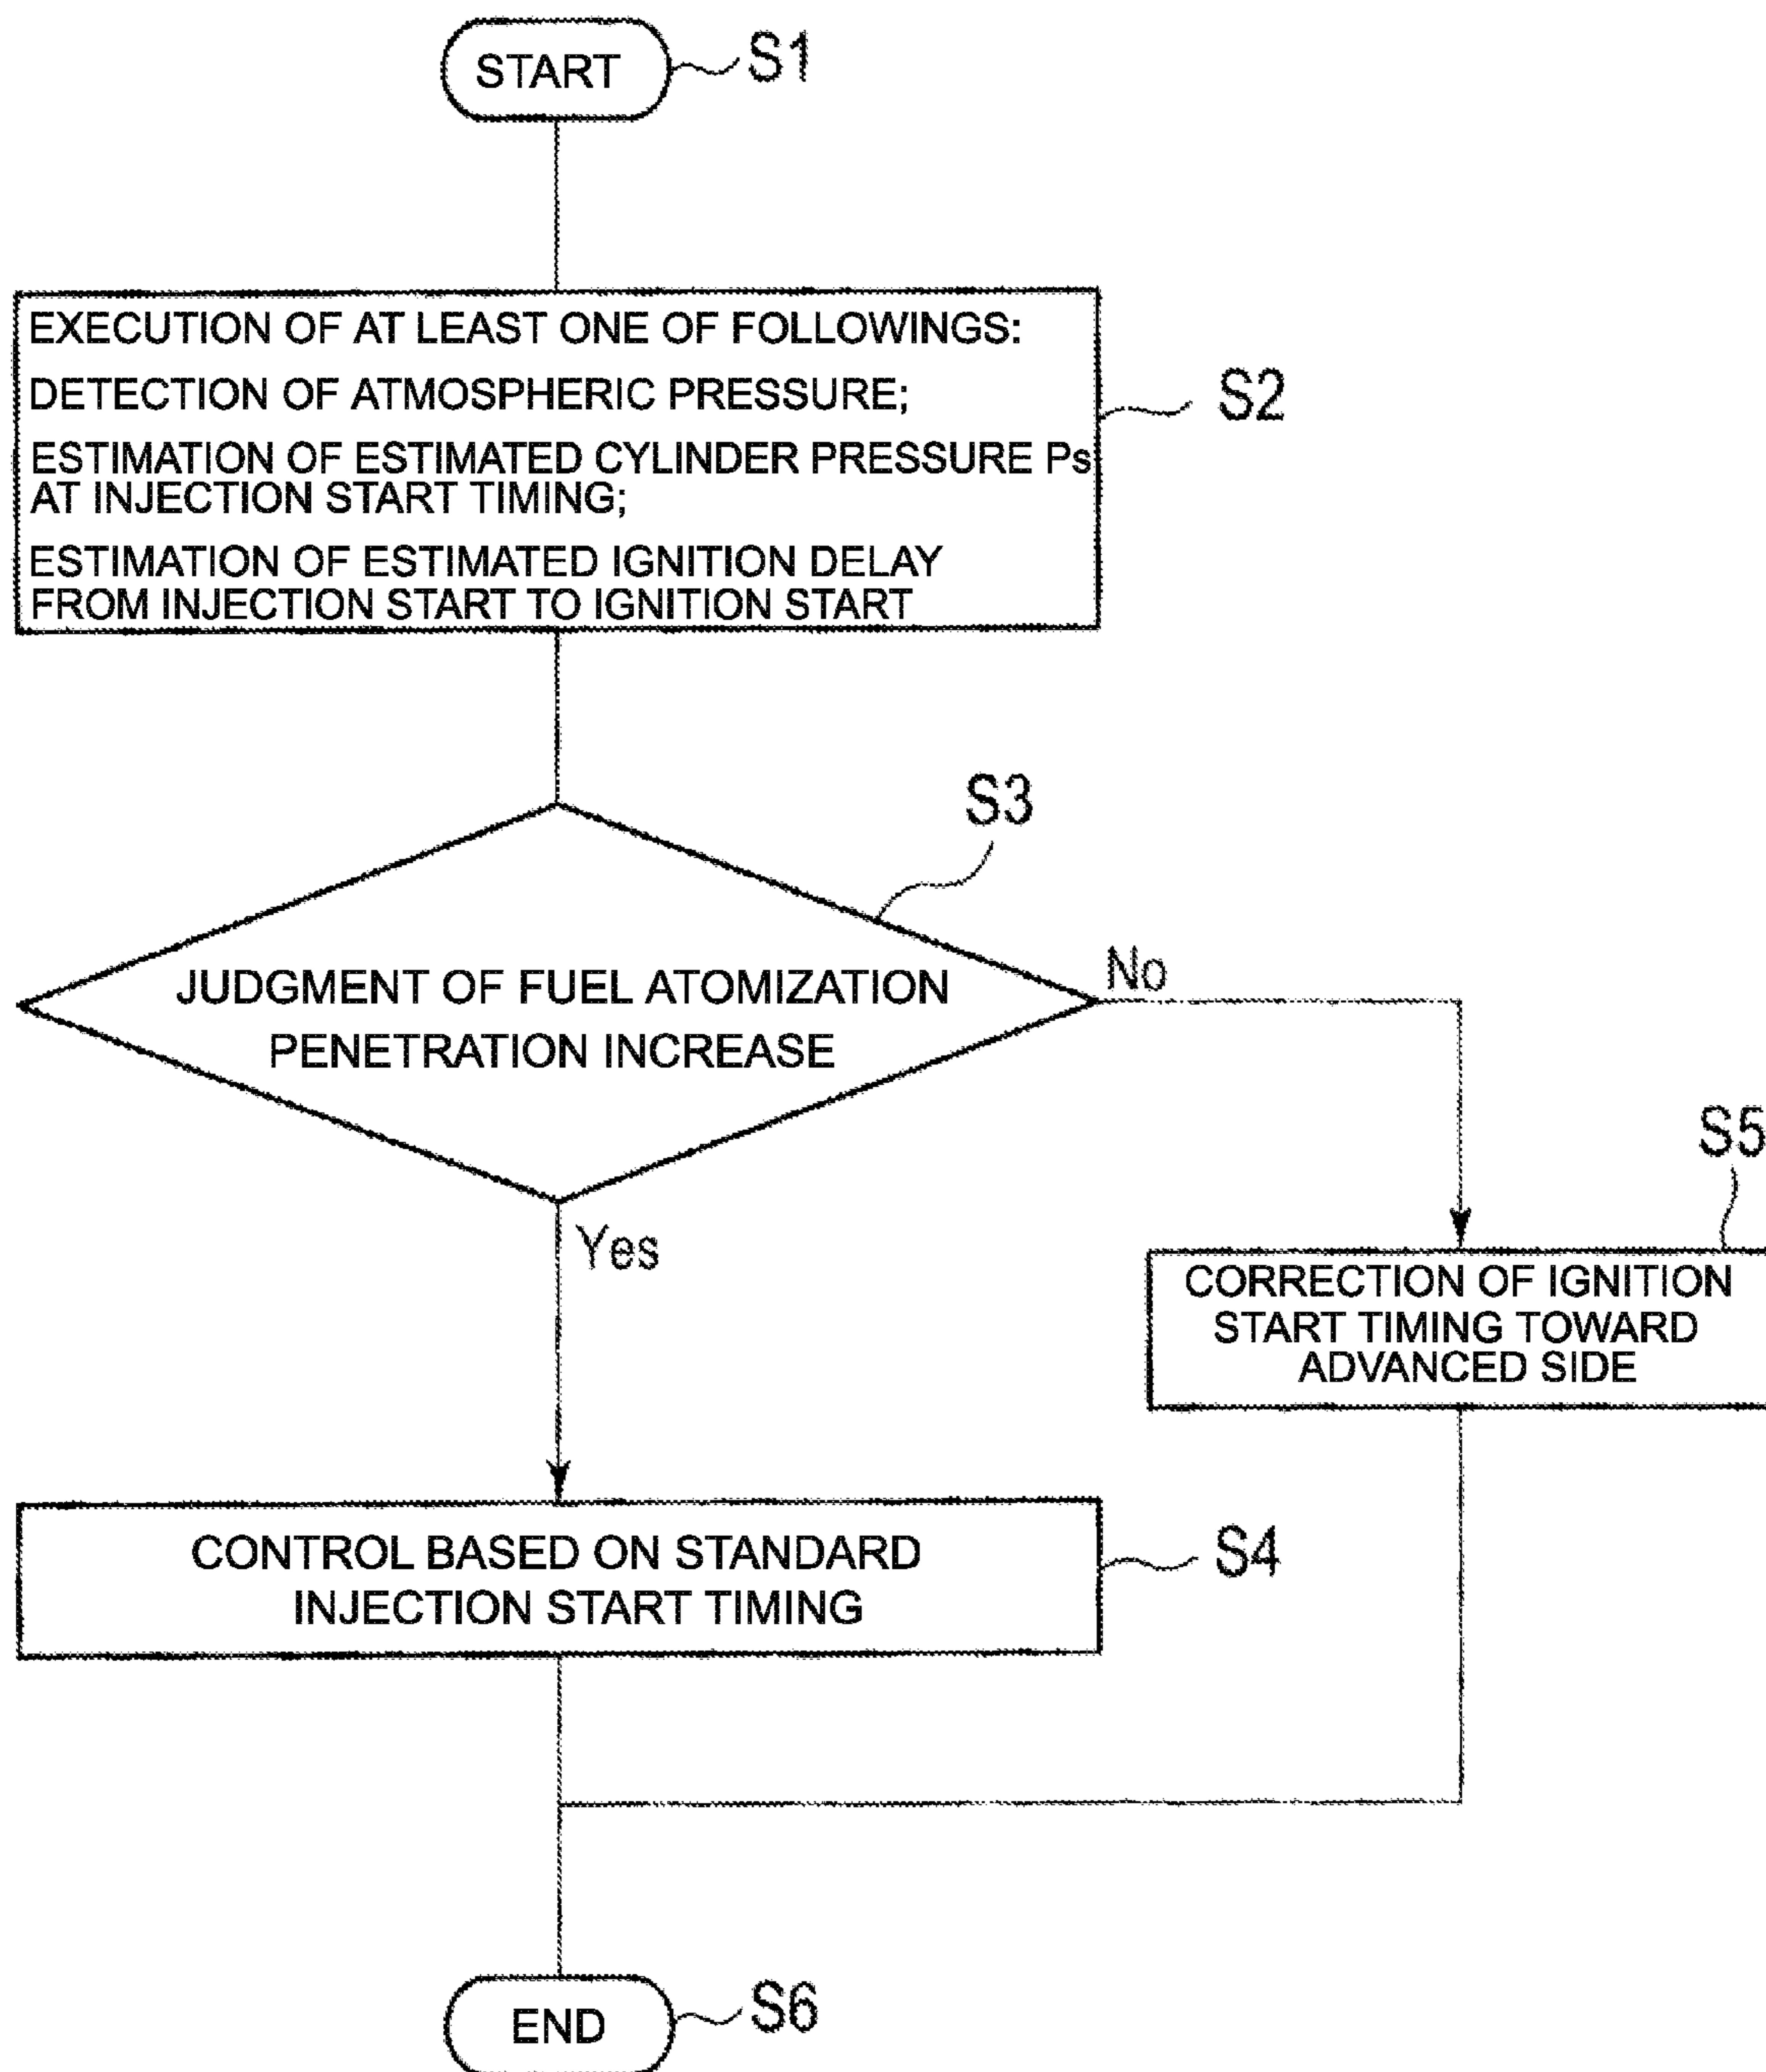 START
S1
EXECUTION OF AT LEAST ONE OF FOLLOWINGS:
DETECTION OF ATMOSPHERIC PRESSURE;
ESTIMATION OF ESTIMATED CYLINDER PRESSURE Ps
AT INJECTION START TIMING;
ESTIMATION OF ESTIMATED IGNITION DELAY
FROM INJECTION START TO IGNITION START
S2
S3
JUDGMENT OF FUEL ATOMIZATION
PENETRATION INCREASE
No
Yes
S5
CORRECTION OF IGNITION
START TIMING TOWARD
ADVANCED SIDE
CONTROL BASED ON STANDARD
INJECTION START TIMING
S4
END
S6